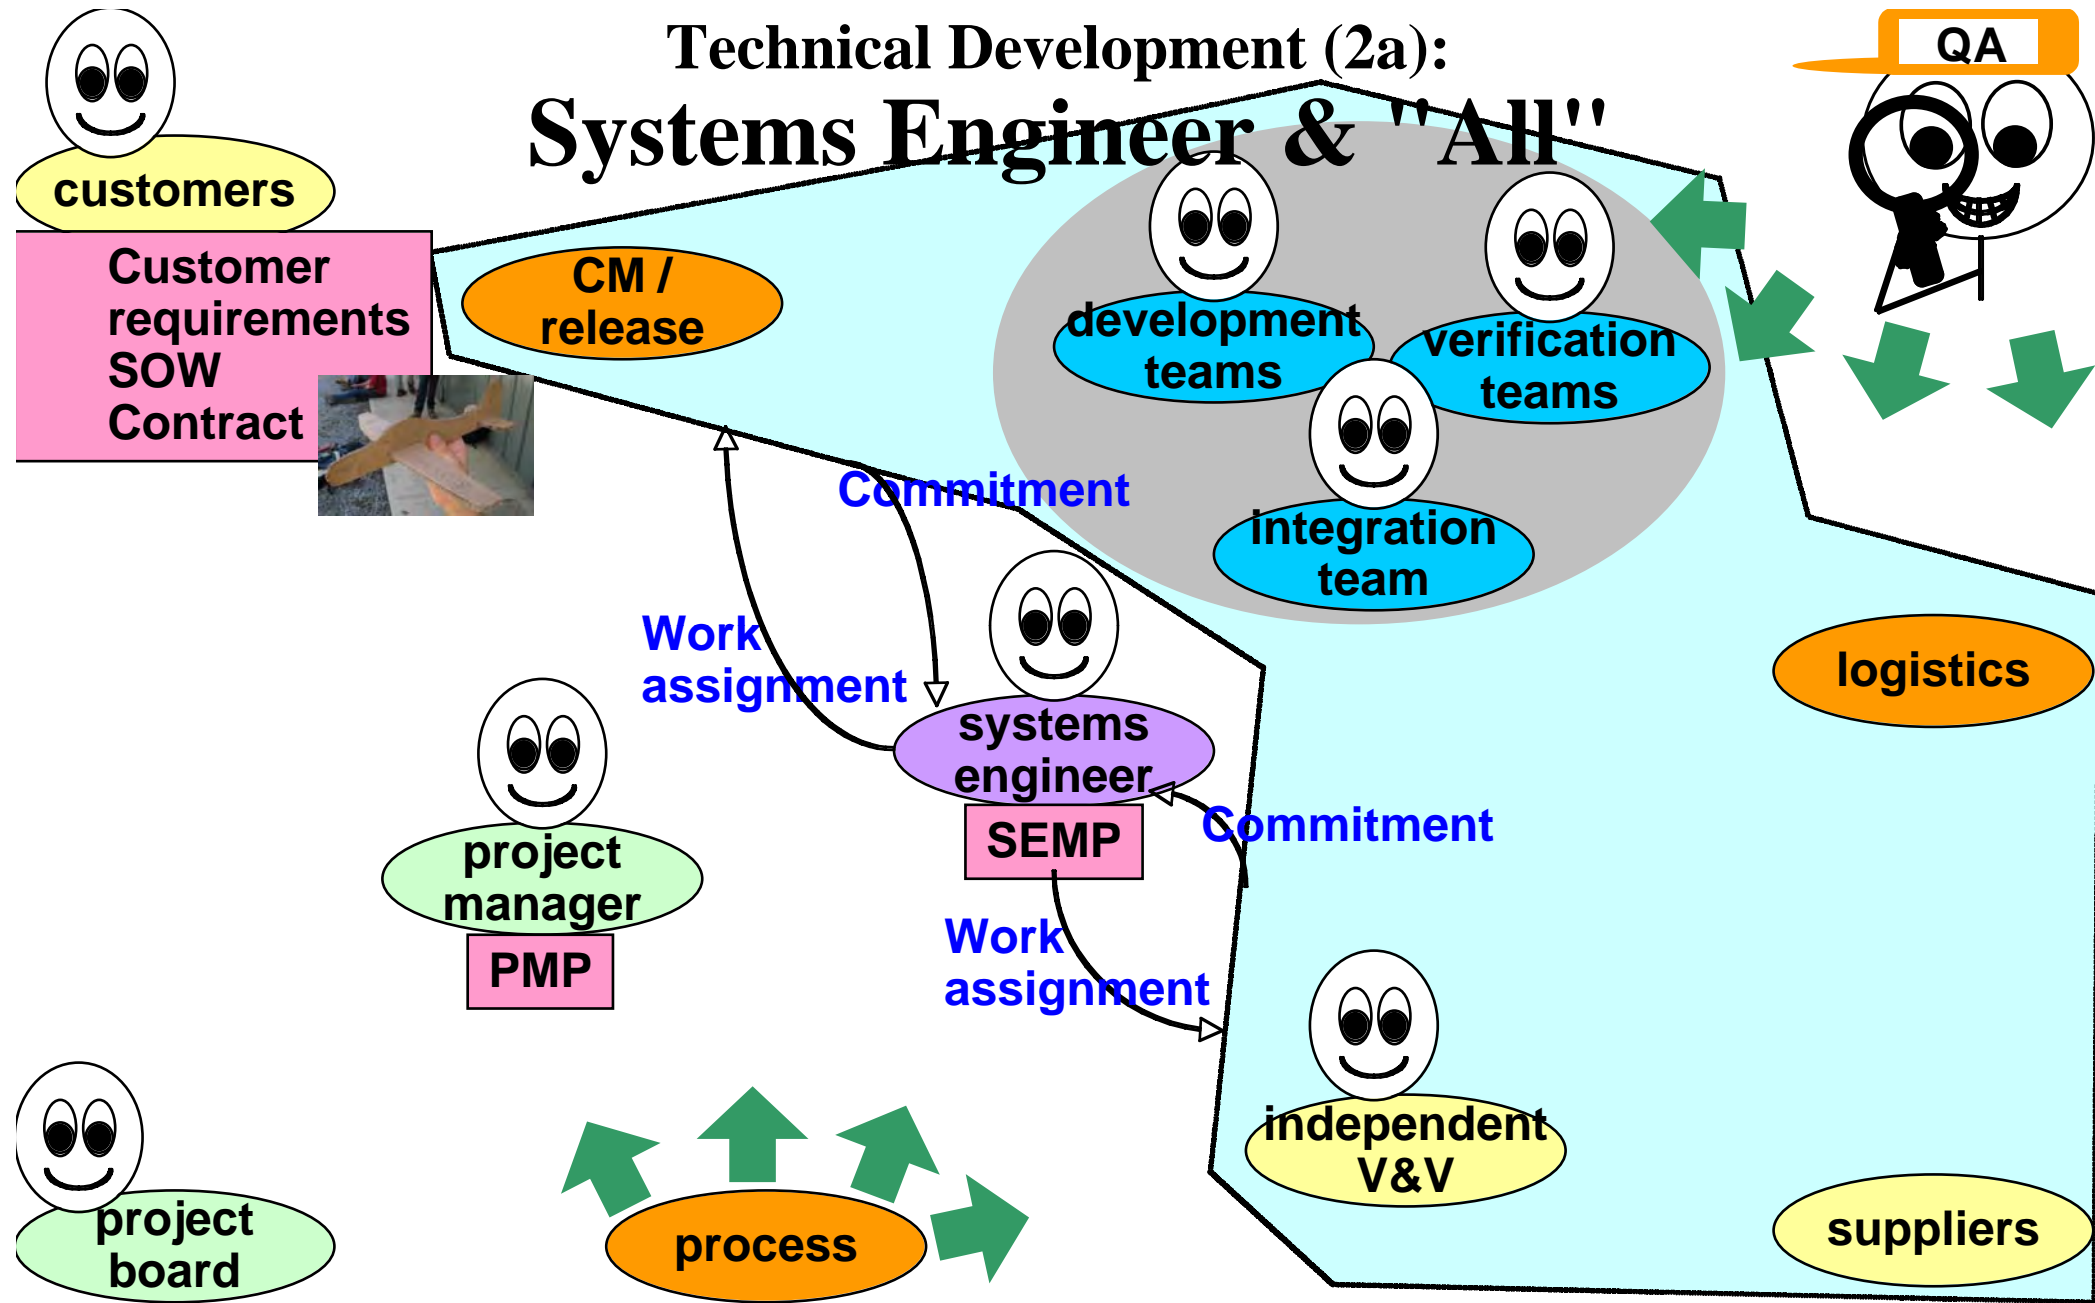 Technical Development (2a):
Systems Engineer & "All"
QA
customers
Customer
requirements
SOW
Contract
CM /
release
development
teams
verification
teams
integration
team
Commitment
Work
assignment
systems
engineer
SEMP
logistics
project
manager
PMP
Commitment
Work
assignment
independent
V&V
project
board
process
suppliers